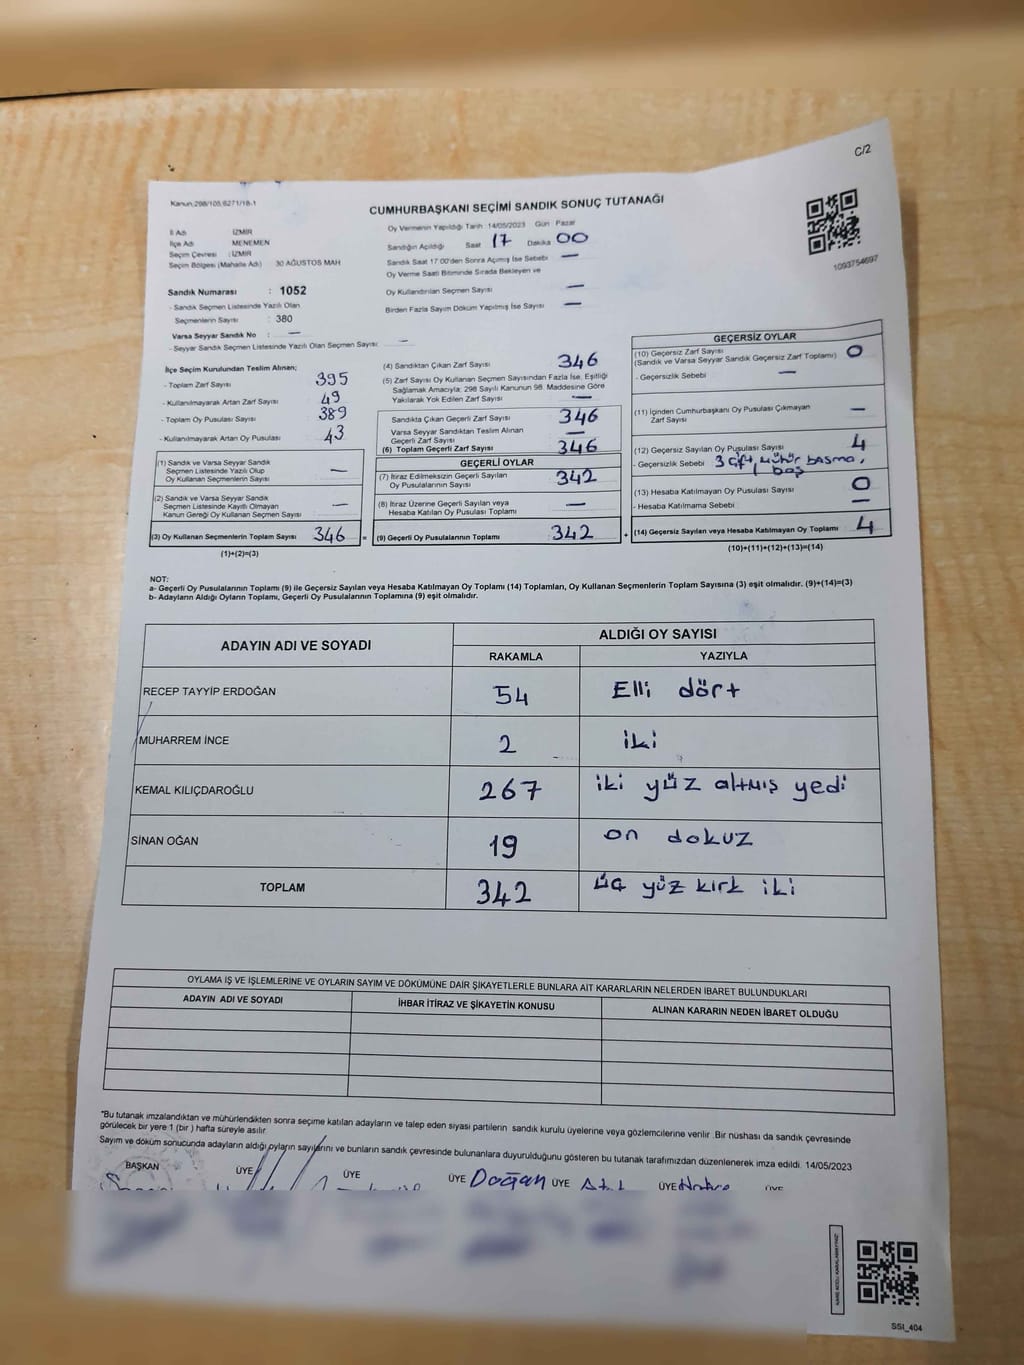 C/2
Kanun:298/105,6271/18-1
CUMHURBAŞKANI SEÇİMİ SANDIK SONUÇ TUTANAĞI
1093754697
İl Adı İZMİR
İlçe Adı MENEMEN
Seçim Çevresi : İZMİR
Seçim Bölgesi (Mahalle Adı) 30 AĞUSTOS MAH
Sandık Numarası : 1052
- Sandık Seçmen Listesinde Yazılı Olan
Seçmenlerin Sayısı : 380
Varsa Seyyar Sandık No : —
- Seyyar Sandık Seçmen Listesinde Yazılı Olan Seçmen Sayısı: —
Oy Vermenin Yapıldığı Tarih :14/05/2023 Gün : Pazar
Sandığın Açıldığı Saat 17 Dakika 00
Sandık Saat 17:00'den Sonra Açılmış İse Sebebi —
Oy Verme Saati Bitiminde Sırada Bekleyen ve
Oy Kullandırılan Seçmen Sayısı —
Birden Fazla Sayım Döküm Yapılmış İse Sayısı —
İlçe Seçim Kurulundan Teslim Alınan;
- Toplam Zarf Sayısı 395
- Kullanılmayarak Artan Zarf Sayısı 49
- Toplam Oy Pusulası Sayısı 389
- Kullanılmayarak Artan Oy Pusulası 43
(1) Sandık ve Varsa Seyyar Sandık
Seçmen Listesinde Yazılı Olup
Oy Kullanan Seçmen Sayısı —
(2) Sandık ve Varsa Seyyar Sandık
Seçmen Listesinde Kayıtlı Olmayan
Kanun Gereği Oy Kullanan Seçmen Sayısı —
(3) Oy Kullanan Seçmenlerin Toplam Sayısı 346 =
(1)+(2)=(3)
(4) Sandıktan Çıkan Zarf Sayısı 346
(5) Zarf Sayısı Oy Kullanan Seçmen Sayısından Fazla İse, Eşitliği
Sağlamak Amacıyla; 298 Sayılı Kanunun 98. Maddesine Göre
Yakılarak Yok Edilen Zarf Sayısı —
Sandıkta Çıkan Geçerli Zarf Sayısı 346
Varsa Seyyar Sandıktan Teslim Alınan
Geçerli Zarf Sayısı —
(6) Toplam Geçerli Zarf Sayısı 346
GEÇERLİ OYLAR
(7) İtiraz Edilmeksizin Geçerli Sayılan
Oy Pusulalarının Sayısı 342
(8) İtiraz Üzerine Geçerli Sayılan veya
Hesaba Katılan Oy Pusulası Toplamı —
(9) Geçerli Oy Pusulalarının Toplamı 342 +
GEÇERSİZ OYLAR
(10) Geçersiz Zarf Sayısı
(Sandık ve Varsa Seyyar Sandık Geçersiz Zarf Toplamı) 0
- Geçersizlik Sebebi —
(11) İçinden Cumhurbaşkanı Oy Pusulası Çıkmayan
Zarf Sayısı —
(12) Geçersiz Sayılan Oy Pusulası Sayısı 4
- Geçersizlik Sebebi 3 çift mühür basma,
1 boş
(13) Hesaba Katılmayan Oy Pusulası Sayısı 0
- Hesaba Katılmama Sebebi —
(14) Geçersiz Sayılan veya Hesaba Katılmayan Oy Toplamı 4
(10)+(11)+(12)+(13)=(14)
NOT:
a- Geçerli Oy Pusulalarının Toplamı (9) ile Geçersiz Sayılan veya Hesaba Katılmayan Oy Toplamı (14) Toplamları, Oy Kullanan Seçmenlerin Toplam Sayısına (3) eşit olmalıdır. (9)+(14)=(3)
b- Adayların Aldığı Oyların Toplamı, Geçerli Oy Pusulalarının Toplamına (9) eşit olmalıdır.
ADAYIN ADI VE SOYADI ALDIĞI OY SAYISI
RAKAMLA YAZIYLA
RECEP TAYYİP ERDOĞAN 54 Elli dört
MUHARREM İNCE 2 iki
KEMAL KILIÇDAROĞLU 267 iki yüz altmış yedi
SİNAN OĞAN 19 on dokuz
TOPLAM 342 üç yüz kırk iki
OYLAMA İŞ VE İŞLEMLERİNE VE OYLARIN SAYIM VE DÖKÜMÜNE DAİR ŞİKAYETLERLE BUNLARA AİT KARARLARIN NELERDEN İBARET BULUNDUKLARI
ADAYIN ADI VE SOYADI İHBAR İTİRAZ VE ŞİKAYETİN KONUSU ALINAN KARARIN NEDEN İBARET OLDUĞU
*Bu tutanak imzalandıktan ve mühürlendikten sonra seçime katılan adayların ve talep eden siyasi partilerin sandık kurulu üyelerine veya gözlemcilerine verilir. Bir nüshası da sandık çevresinde
görülecek bir yere 1 (bir ) hafta süreyle asılır.
Sayım ve döküm sonucunda adayların aldığı oyların sayılarını ve bunların sandık çevresinde bulunanlara duyurulduğunu gösteren bu tutanak tarafımızdan düzenlenerek imza edildi. 14/05/2023
BAŞKAN ÜYE ÜYE ÜYE Doğan ÜYE ÜYE ÜYE
SSI_404